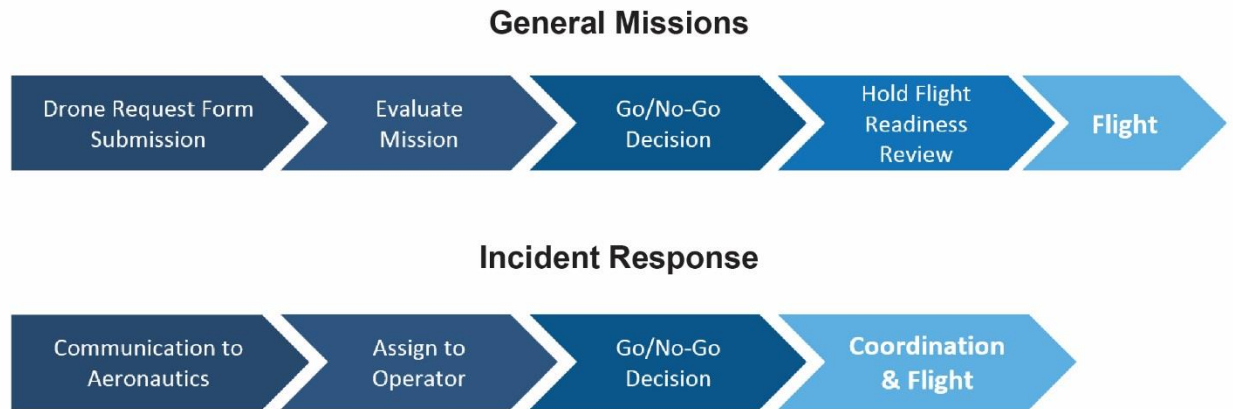 General Missions
Drone Request Form
Submission
Evaluate
Mission
Go/No-Go
Decision
Hold Flight
Readiness
Review
Flight
Incident Response
Communication to
Aeronautics
Assign to
Operator
Go/No-Go
Decision
Coordination
& Flight